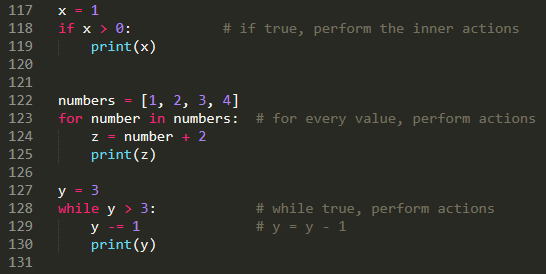 117 x = 1
118 if x > 0: # if true, perform the inner actions
119 print(x)
120
121
122 numbers = [1, 2, 3, 4]
123 for number in numbers: # for every value, perform actions
124 z = number + 2
125 print(z)
126
127 y = 3
128 while y > 3: # while true, perform actions
129 y -= 1 # y = y - 1
130 print(y)
131